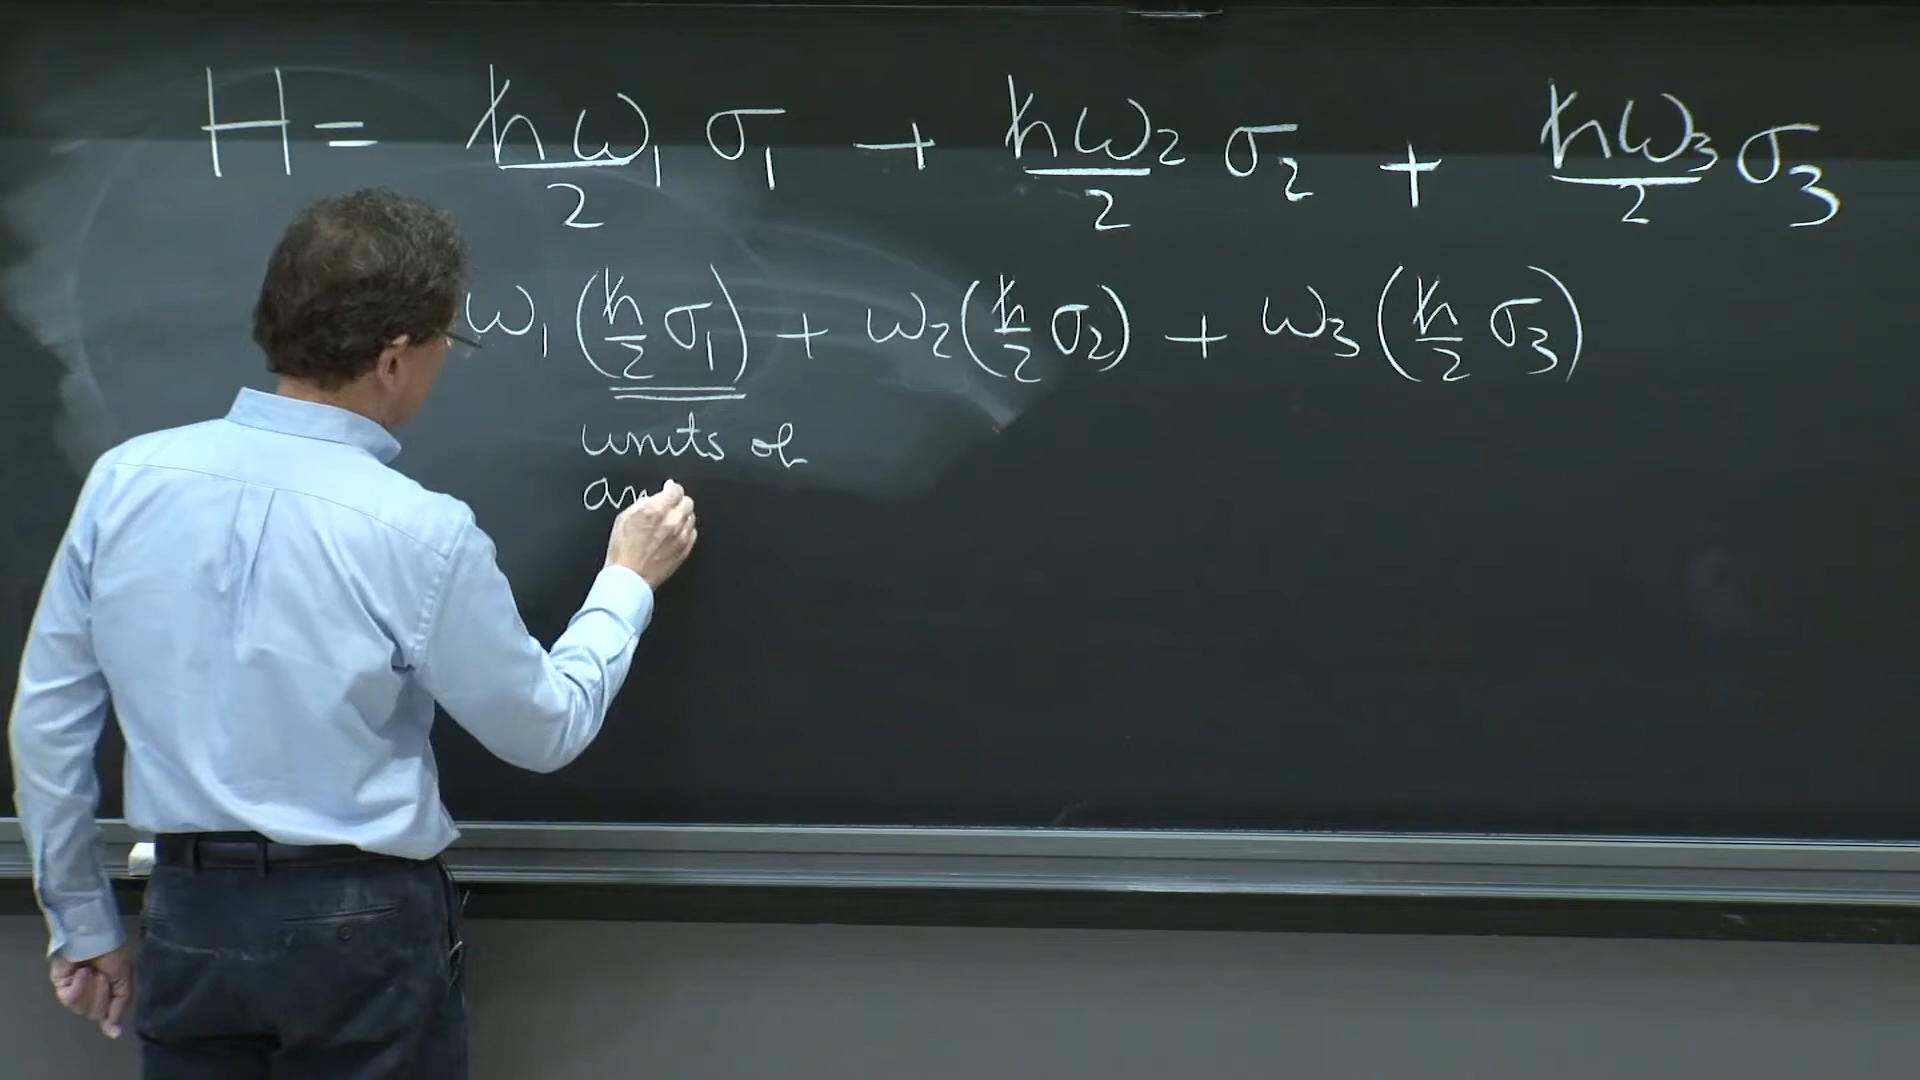 H = ħω₁/2 σ₁ + ħω₂/2 σ₂ + ħω₃/2 σ₃
ω₁ (ħ/2 σ₁) + ω₂ (ħ/2 σ₂) + ω₃ (ħ/2 σ₃)
units of
an